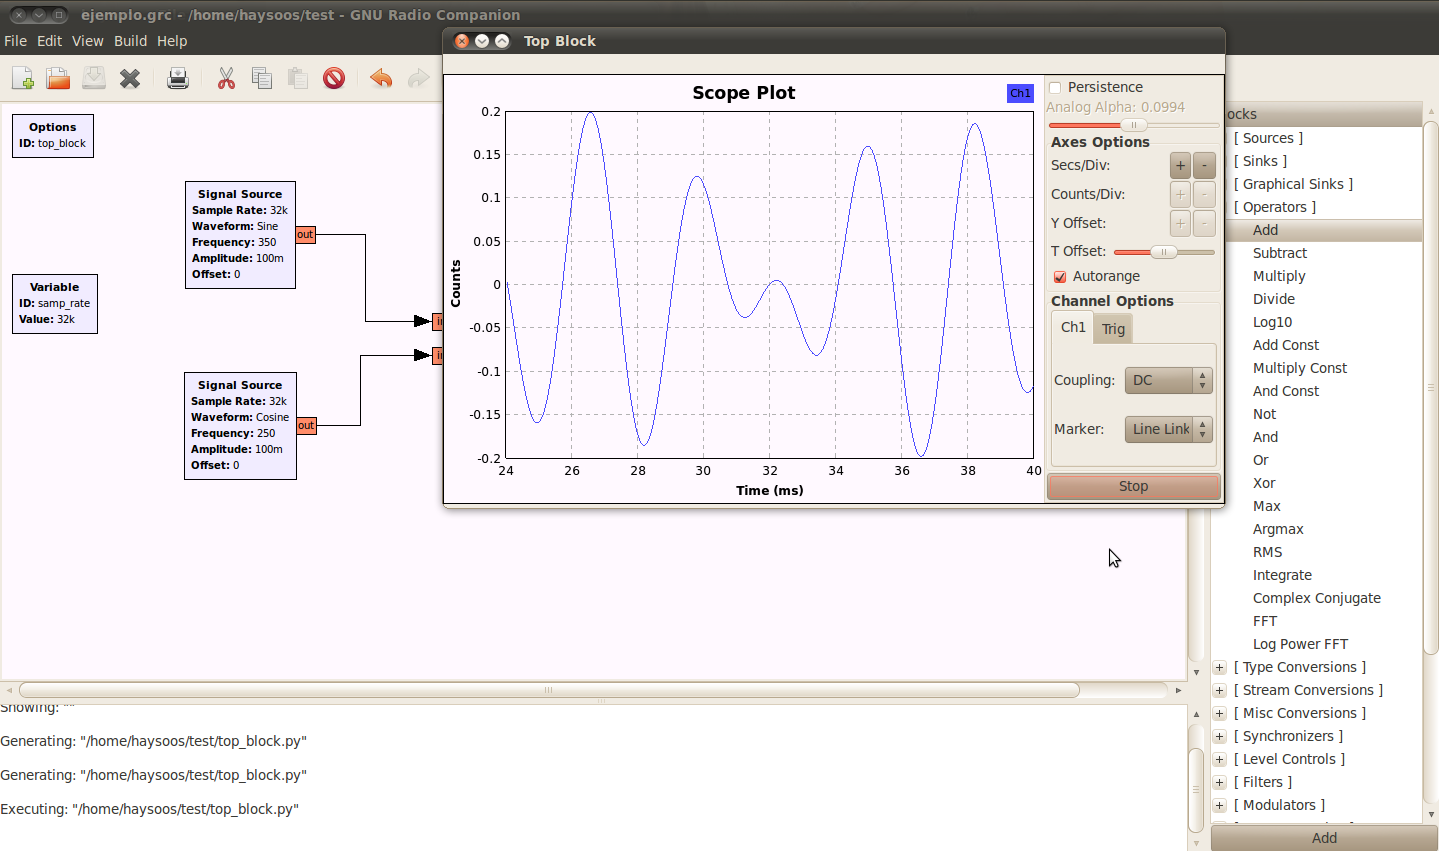 ejemplo.grc - /home/haysoos/test - GNU Radio Companion
File Edit View Build Help
Top Block
Options
ID: top_block
Signal Source
Sample Rate: 32k
Waveform: Sine
Frequency: 350
Amplitude: 100m
Offset: 0
out
Variable
ID: samp_rate
Value: 32k
Signal Source
Sample Rate: 32k
Waveform: Cosine
Frequency: 250
Amplitude: 100m
Offset: 0
out
Scope Plot
Ch1
Counts
0.2
0.15
0.1
0.05
0
-0.05
-0.1
-0.15
-0.2
24 26 28 30 32 34 36 38 40
Time (ms)
Persistence
Analog Alpha: 0.0994
Axes Options
Secs/Div: + -
Counts/Div: + -
Y Offset: + -
T Offset:
Autorange
Channel Options
Ch1 Trig
Coupling: DC
Marker: Line Link
Stop
ocks
[ Sources ]
[ Sinks ]
[ Graphical Sinks ]
[ Operators ]
Add
Subtract
Multiply
Divide
Log10
Add Const
Multiply Const
And Const
Not
And
Or
Xor
Max
Argmax
RMS
Integrate
Complex Conjugate
FFT
Log Power FFT
[ Type Conversions ]
[ Stream Conversions ]
[ Misc Conversions ]
[ Synchronizers ]
[ Level Controls ]
[ Filters ]
[ Modulators ]
Add
Showing: ""
Generating: "/home/haysoos/test/top_block.py"
Generating: "/home/haysoos/test/top_block.py"
Executing: "/home/haysoos/test/top_block.py"